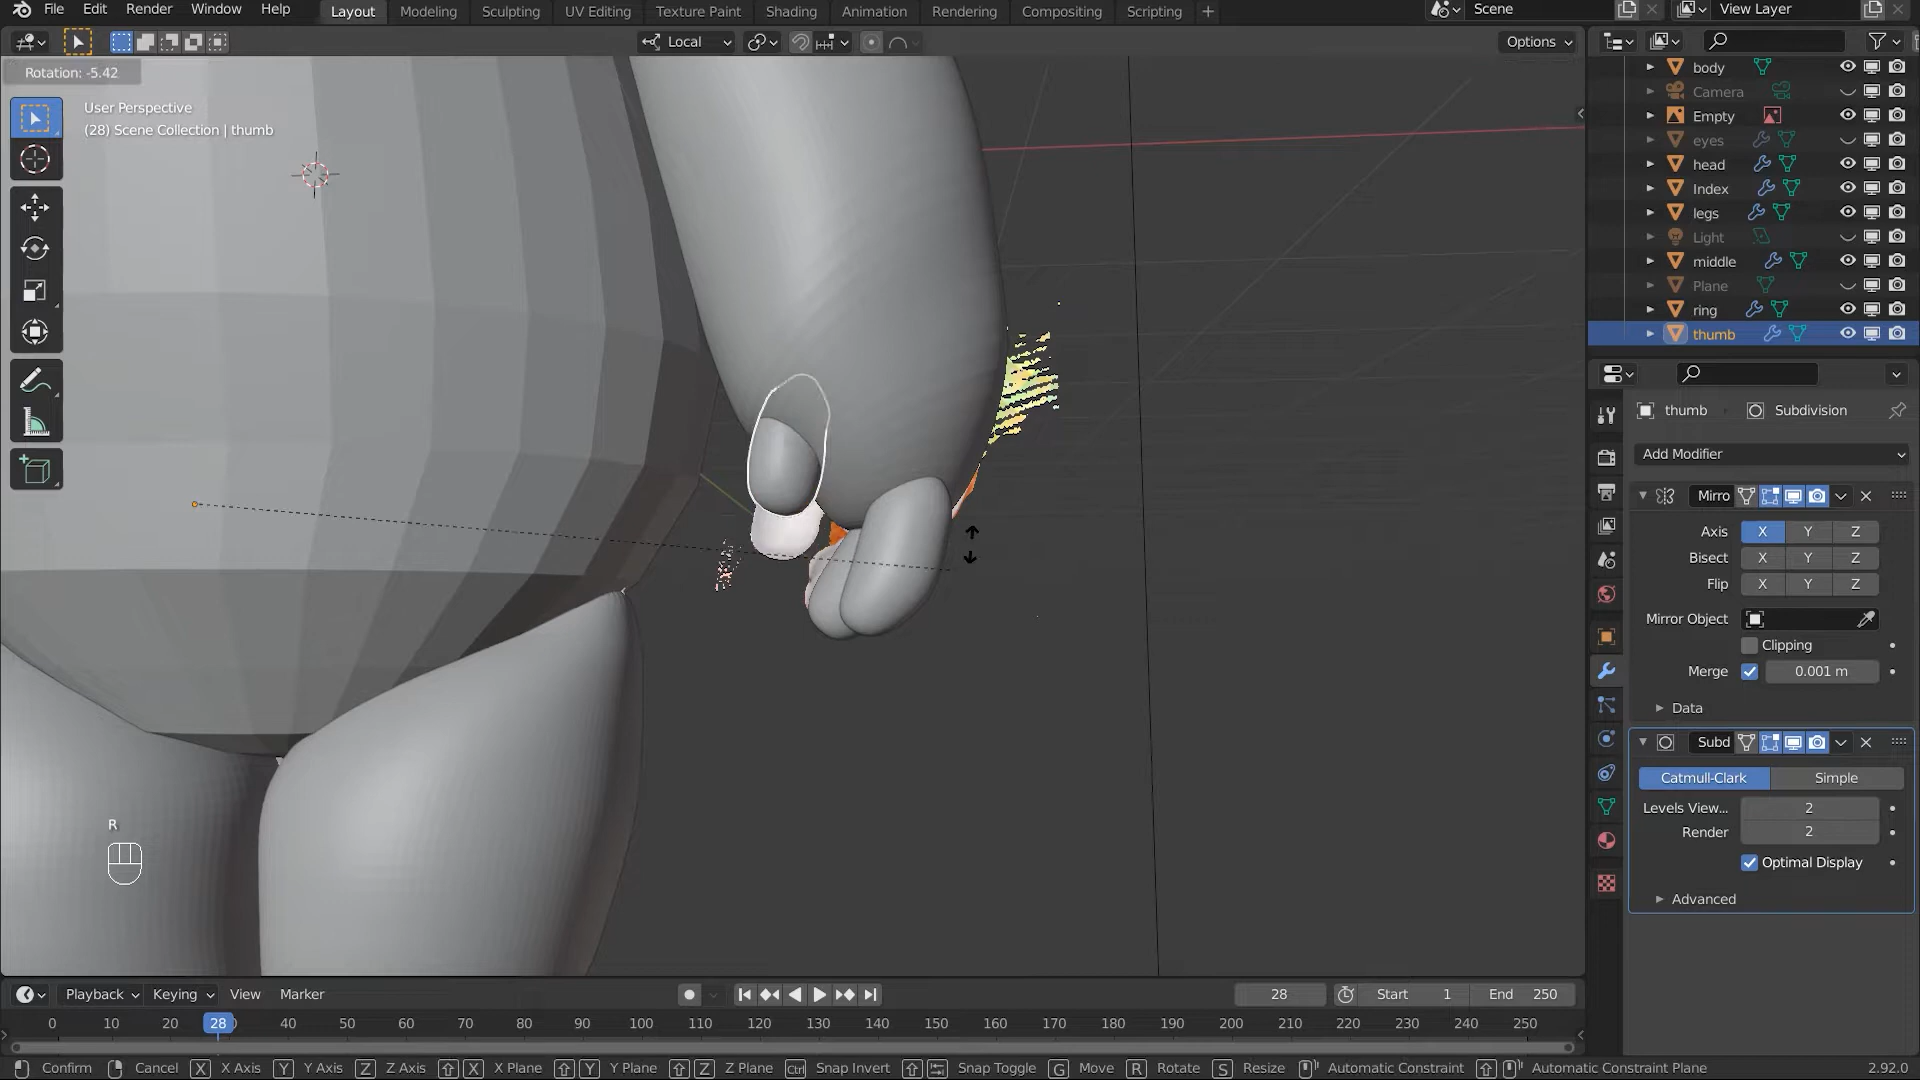 File Edit Render Window Help Layout Modeling Sculpting UV Editing Texture Paint Shading Animation Rendering Compositing Scripting + Scene View Layer
Local Options
Rotation: -5.42
User Perspective
(28) Scene Collection | thumb
body
Camera
Empty
eyes
head
Index
legs
Light
middle
Plane
ring
thumb
thumb Subdivision
Add Modifier
Mirro
Axis X Y Z
Bisect X Y Z
Flip X Y Z
Mirror Object
Clipping
Merge 0.001 m
Data
Subd
Catmull-Clark Simple
Levels View... 2
Render 2
Optimal Display
Advanced
R
Playback Keying View Marker 28 Start 1 End 250
0 10 20 28 40 50 60 70 80 90 100 110 120 130 140 150 160 170 180 190 200 210 220 230 240 250
Confirm Cancel X X Axis Y Y Axis Z Z Axis X X Plane Y Y Plane Z Z Plane Ctrl Snap Invert Snap Toggle G Move R Rotate S Resize Automatic Constraint Automatic Constraint Plane 2.92.0